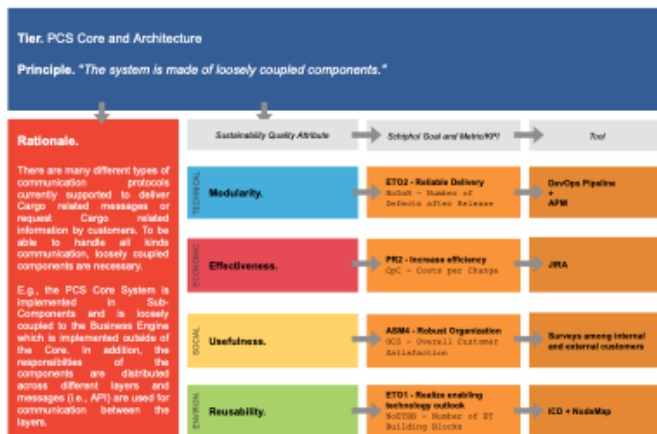 Tier. PCS Core and Architecture
Principle. "The system is made of loosely coupled components."
Rationale.
There are many different types of
communication protocols
currently supported to deliver
Cargo related messages or
request Cargo related
information by customers. To be
able to handle all kinds
communication, loosely coupled
components are necessary.
E.g., the PCS Core System is
implemented in Sub-
Components and is loosely
coupled to the Business Engine
which is implemented outside of
the Core. In addition, the
responsibilties of the
components are distributed
across different layers and
messages (i.e., API) are used for
communication between the
layers.
Sustainability Quality Attribute
Schiphol Goal and Metric/KPI
Tool
TECHNICAL
Modularity.
ETO2 - Reliable Delivery
NoDAR - Number of
Defects After Release
DevOps Pipeline
+
APM
ECONOMIC
Effectiveness.
PR2 - Increase efficiency
CpC - Costs per Change
JIRA
SOCIAL
Usefulness.
ASM4 - Robust Organization
OCS - Overall Customer
Satisfaction
Surveys among internal
and external customers
ENVIRON.
Reusability.
ETO1 - Realize enabling
technology outlook
NoETBB - Number of ET
Building Blocks
ICD + NodeMap